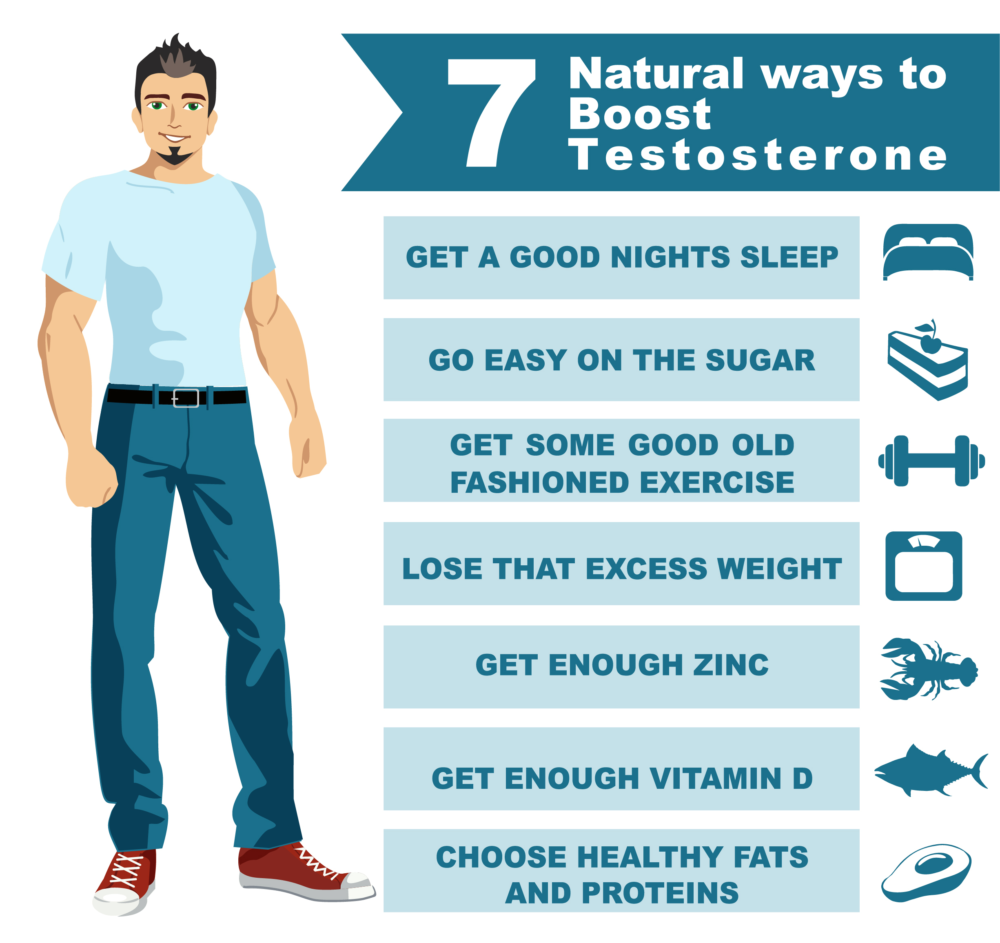 7
Natural ways to
Boost
Testosterone
GET A GOOD NIGHTS SLEEP
GO EASY ON THE SUGAR
GET SOME GOOD OLD
FASHIONED EXERCISE
LOSE THAT EXCESS WEIGHT
GET ENOUGH ZINC
GET ENOUGH VITAMIN D
CHOOSE HEALTHY FATS
AND PROTEINS